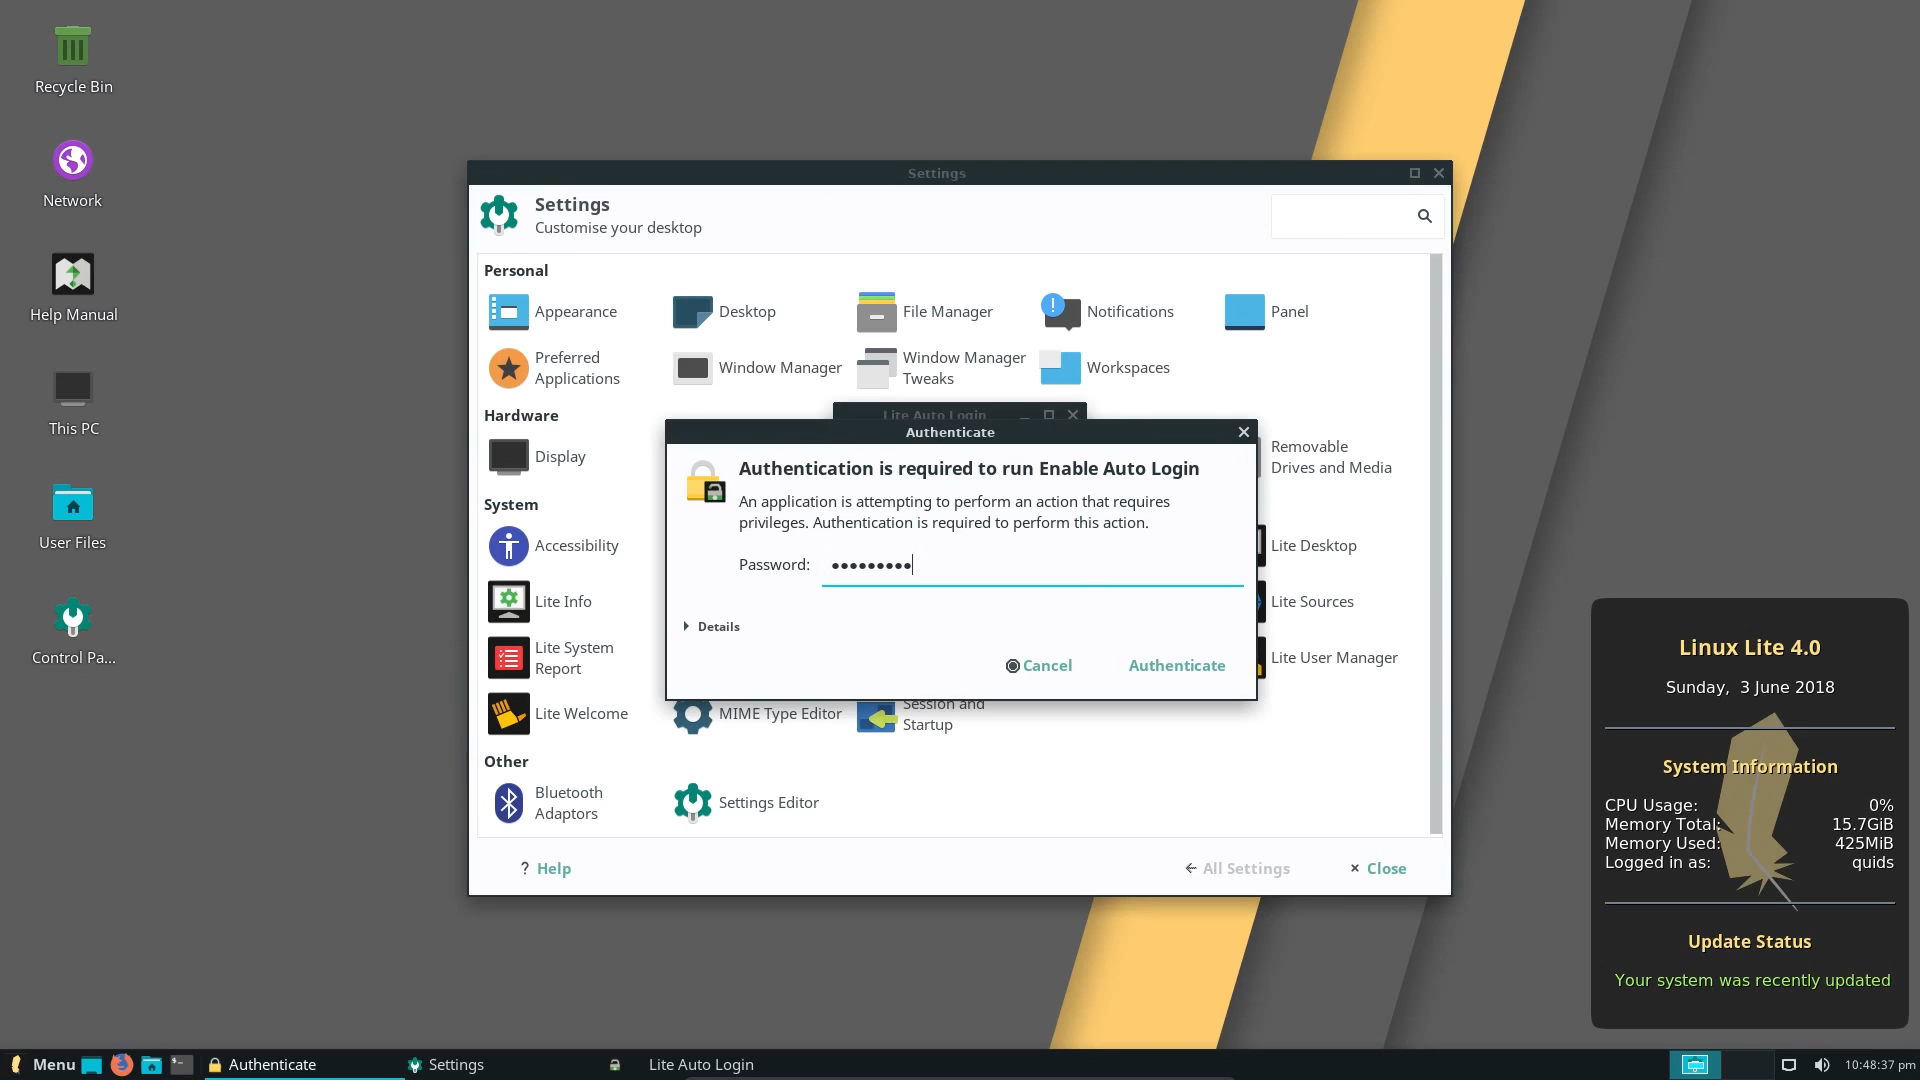 Recycle Bin
Network
Help Manual
This PC
User Files
Control Pa...
Settings
Settings
Customise your desktop
Personal
Appearance
Desktop
File Manager
Notifications
Panel
Preferred
Applications
Window Manager
Window Manager
Tweaks
Workspaces
Hardware
Display
Removable
Drives and Media
Lite Auto Login
Authenticate
Authentication is required to run Enable Auto Login
An application is attempting to perform an action that requires
privileges. Authentication is required to perform this action.
Password: •••••••••
Details
Cancel
Authenticate
System
Accessibility
Lite Desktop
Lite Info
Lite Sources
Lite System
Report
Lite User Manager
Lite Welcome
MIME Type Editor
Session and
Startup
Other
Bluetooth
Adaptors
Settings Editor
? Help
All Settings
Close
Linux Lite 4.0
Sunday, 3 June 2018
System Information
CPU Usage: 0%
Memory Total: 15.7GiB
Memory Used: 425MiB
Logged in as: quids
Update Status
Your system was recently updated
Menu
Authenticate
Settings
Lite Auto Login
10:48:37 pm